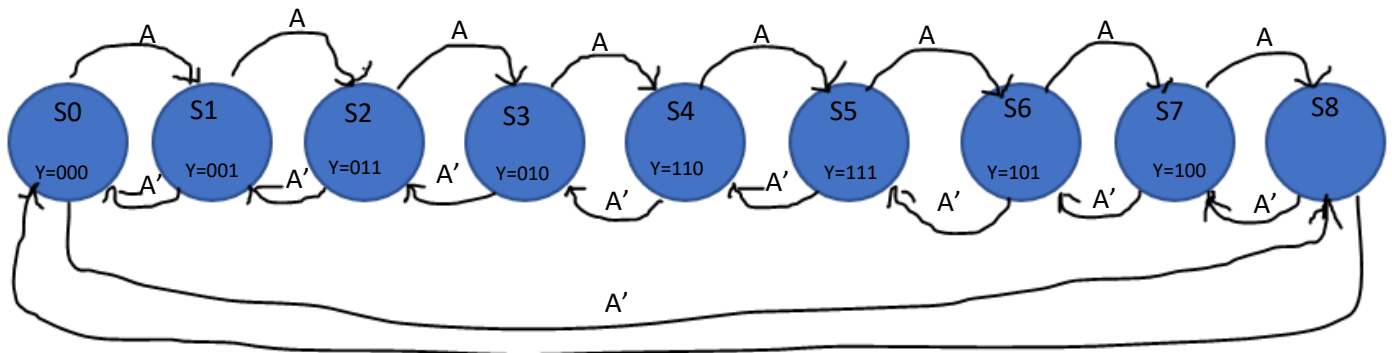 A A A A A A A A
S0 S1 S2 S3 S4 S5 S6 S7 S8
Y=000 Y=001 Y=011 Y=010 Y=110 Y=111 Y=101 Y=100
A’ A’ A’ A’ A’ A’ A’ A’
A’